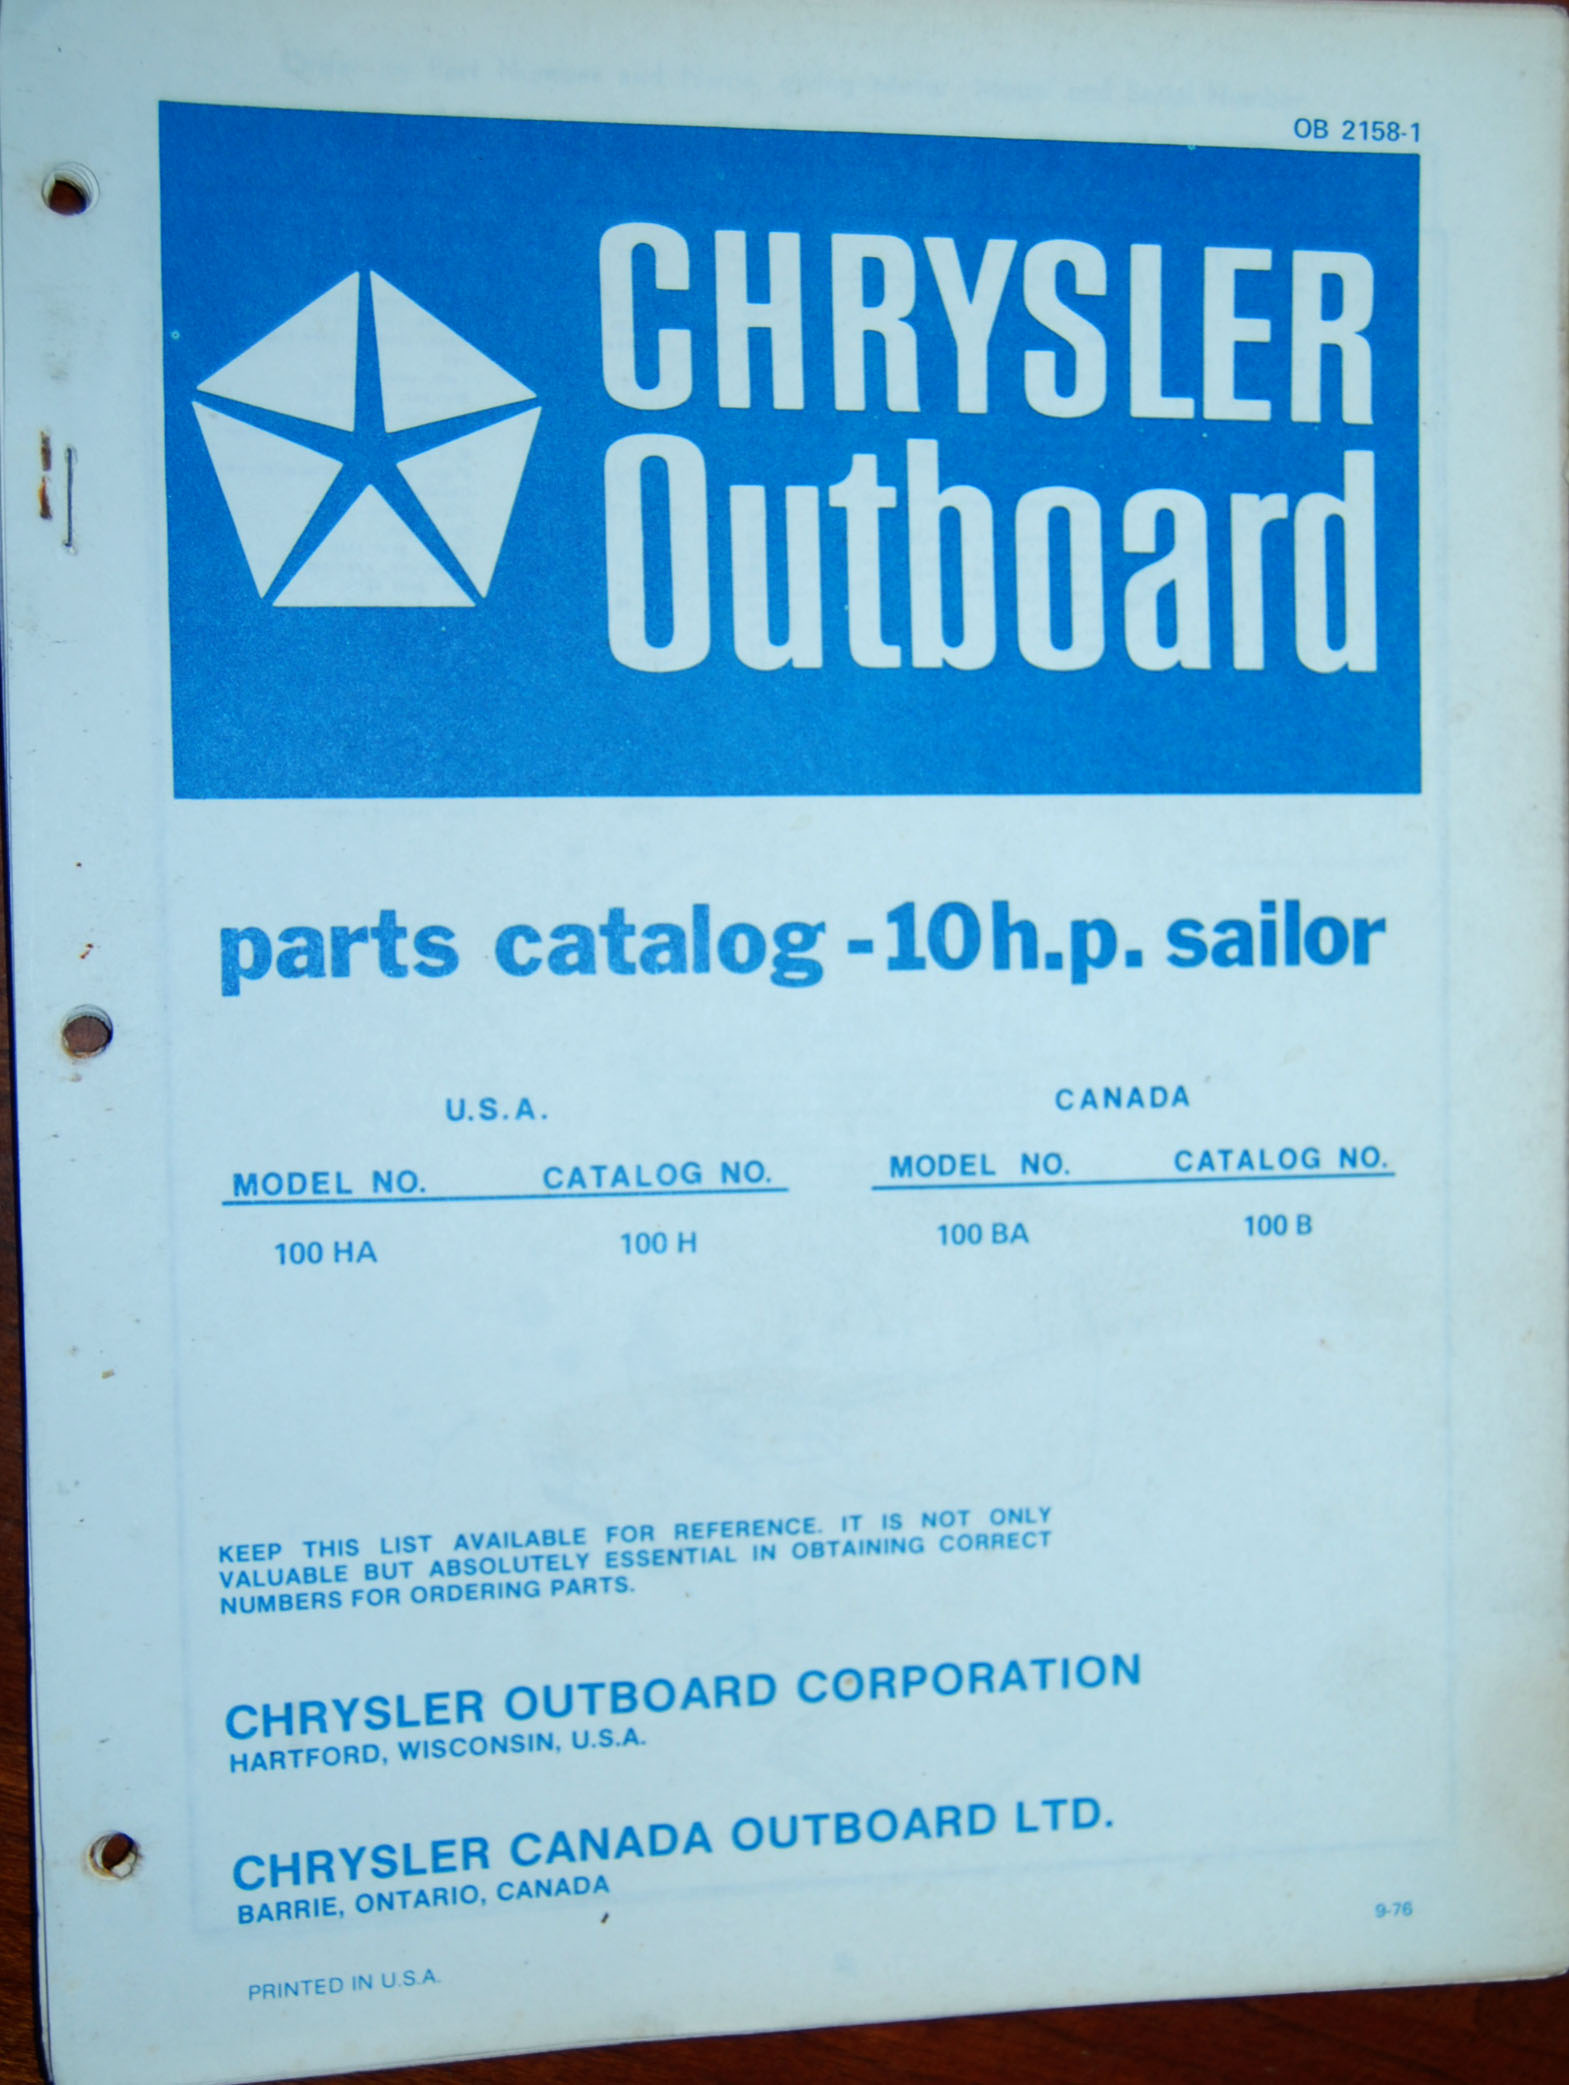 OB 2158-1
CHRYSLER
Outboard
parts catalog - 10 h.p. sailor
U.S.A.
CANADA
MODEL NO. CATALOG NO. MODEL NO. CATALOG NO.
100 HA 100 H 100 BA 100 B
KEEP THIS LIST AVAILABLE FOR REFERENCE. IT IS NOT ONLY
VALUABLE BUT ABSOLUTELY ESSENTIAL IN OBTAINING CORRECT
NUMBERS FOR ORDERING PARTS.
CHRYSLER OUTBOARD CORPORATION
HARTFORD, WISCONSIN, U.S.A.
CHRYSLER CANADA OUTBOARD LTD.
BARRIE, ONTARIO, CANADA
9-76
PRINTED IN U.S.A.